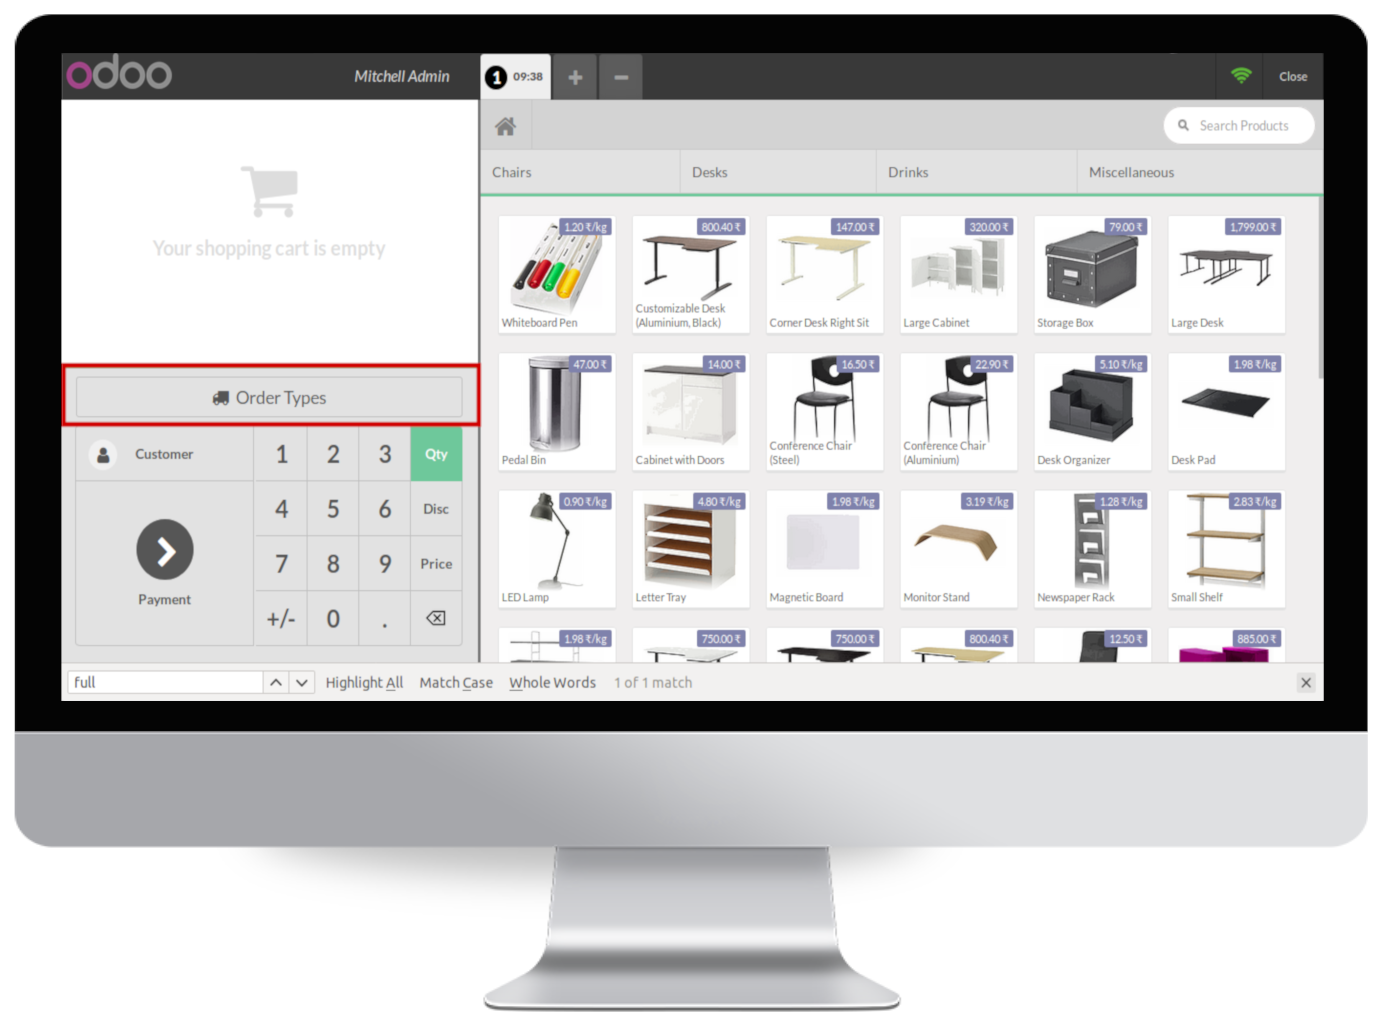 odoo
Mitchell Admin
1 09:38
+
−
Close
Search Products
Your shopping cart is empty
Chairs
Desks
Drinks
Miscellaneous
1.20 ₹/kg
Whiteboard Pen
800.40 ₹
Customizable Desk
(Aluminium, Black)
147.00 ₹
Corner Desk Right Sit
320.00 ₹
Large Cabinet
79.00 ₹
Storage Box
1,799.00 ₹
Large Desk
47.00 ₹
Pedal Bin
14.00 ₹
Cabinet with Doors
16.50 ₹
Conference Chair
(Steel)
22.90 ₹
Conference Chair
(Aluminium)
5.10 ₹/kg
Desk Organizer
1.98 ₹/kg
Desk Pad
0.90 ₹/kg
LED Lamp
4.80 ₹/kg
Letter Tray
1.98 ₹/kg
Magnetic Board
3.19 ₹/kg
Monitor Stand
1.28 ₹/kg
Newspaper Rack
2.83 ₹/kg
Small Shelf
1.98 ₹/kg
750.00 ₹
750.00 ₹
800.40 ₹
12.50 ₹
885.00 ₹
Order Types
Customer
1 2 3 Qty
4 5 6 Disc
7 8 9 Price
Payment
+/- 0 .
full
Highlight All
Match Case
Whole Words
1 of 1 match